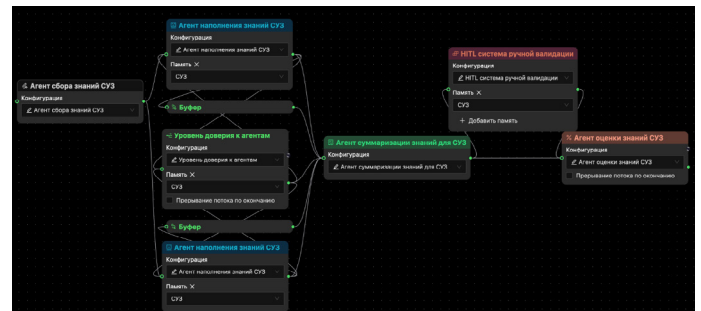 Агент сбора знаний СУЗ
Конфигурация
Агент сбора знаний СУЗ
Агент наполнения знаний СУЗ
Конфигурация
Агент наполнения знаний СУЗ
Память ×
СУЗ
% Буфер
Уровень доверия к агентам
Конфигурация
Уровень доверия к агентам
Память ×
СУЗ
Прерывание потока по окончанию
% Буфер
Агент наполнения знаний СУЗ
Конфигурация
Агент наполнения знаний СУЗ
Память ×
СУЗ
Агент суммаризации знаний для СУЗ
Конфигурация
Агент суммаризации знаний для СУЗ
HITL система ручной валидации
Конфигурация
HITL система ручной валидации
Память ×
СУЗ
+ Добавить память
% Агент оценки знаний СУЗ
Конфигурация
Агент оценки знаний СУЗ
Прерывание потока по окончанию